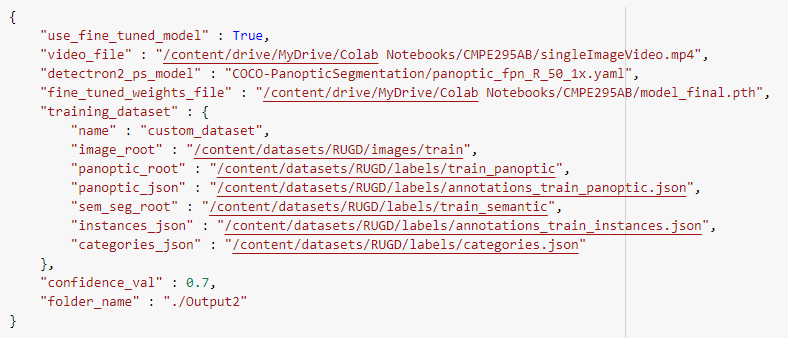 {
"use_fine_tuned_model" : True,
"video_file" : "/content/drive/MyDrive/Colab Notebooks/CMPE295AB/singleImageVideo.mp4",
"detectron2_ps_model" : "COCO-PanopticSegmentation/panoptic_fpn_R_50_1x.yaml",
"fine_tuned_weights_file" : "/content/drive/MyDrive/Colab Notebooks/CMPE295AB/model_final.pth",
"training_dataset" : {
"name" : "custom_dataset",
"image_root" : "/content/datasets/RUGD/images/train",
"panoptic_root" : "/content/datasets/RUGD/labels/train_panoptic",
"panoptic_json" : "/content/datasets/RUGD/labels/annotations_train_panoptic.json",
"sem_seg_root" : "/content/datasets/RUGD/labels/train_semantic",
"instances_json" : "/content/datasets/RUGD/labels/annotations_train_instances.json",
"categories_json" : "/content/datasets/RUGD/labels/categories.json"
},
"confidence_val" : 0.7,
"folder_name" : "./Output2"
}